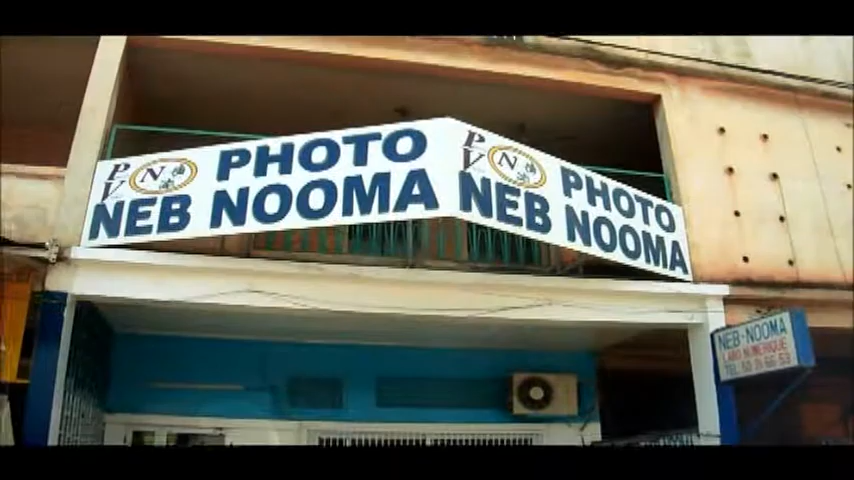 PHOTO
NEB NOOMA
PHOTO
NEB NOOMA
PV
N
PV
N
NEB-NOOMA
LABO NUMERIQUE